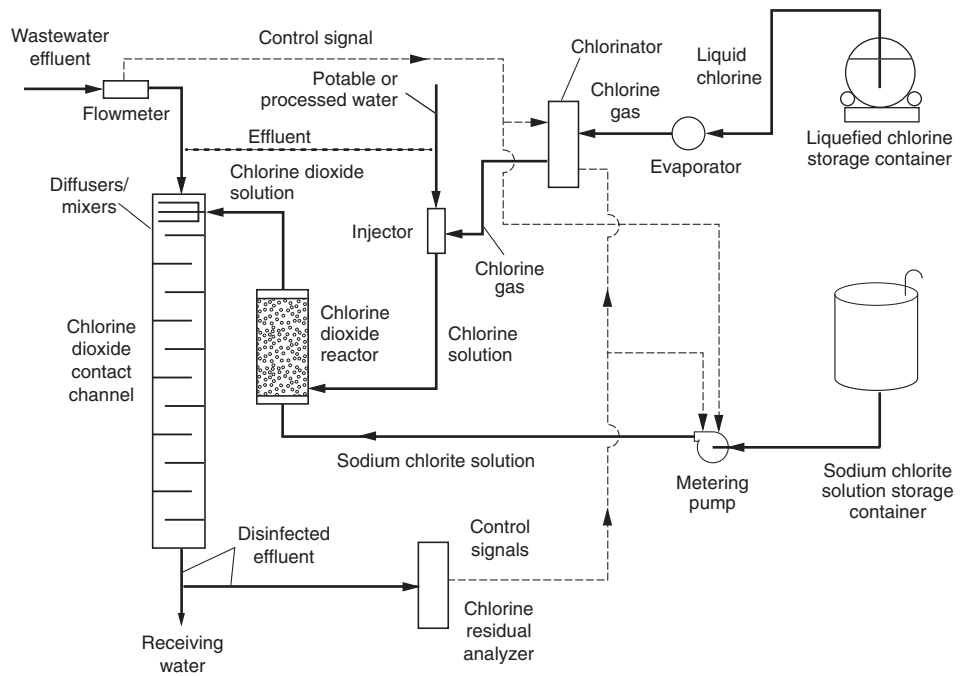 Wastewater
effluent
Control signal
Flowmeter
Potable or
processed water
Chlorinator
Liquid
chlorine
Chlorine
gas
Evaporator
Liquefied chlorine
storage container
Effluent
Chlorine dioxide
solution
Diffusers/
mixers
Injector
Chlorine
gas
Chlorine
dioxide
contact
channel
Chlorine
dioxide
reactor
Chlorine
solution
Sodium chlorite solution
Metering
pump
Sodium chlorite
solution storage
container
Disinfected
effluent
Control
signals
Chlorine
residual
analyzer
Receiving
water